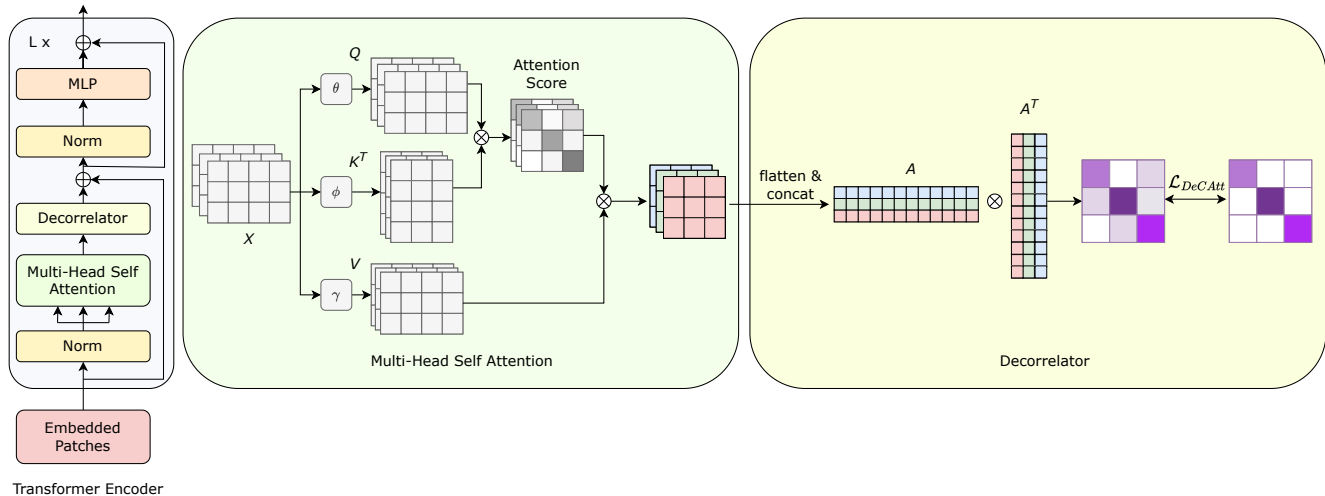 L x
MLP
Norm
Decorrelator
Multi-Head Self
Attention
Norm
Embedded
Patches
Transformer Encoder
X
θ
ϕ
γ
Q
K^T
V
Attention
Score
Multi-Head Self Attention
flatten &
concat
A
A^T
ℒ_DeCAtt
Decorrelator